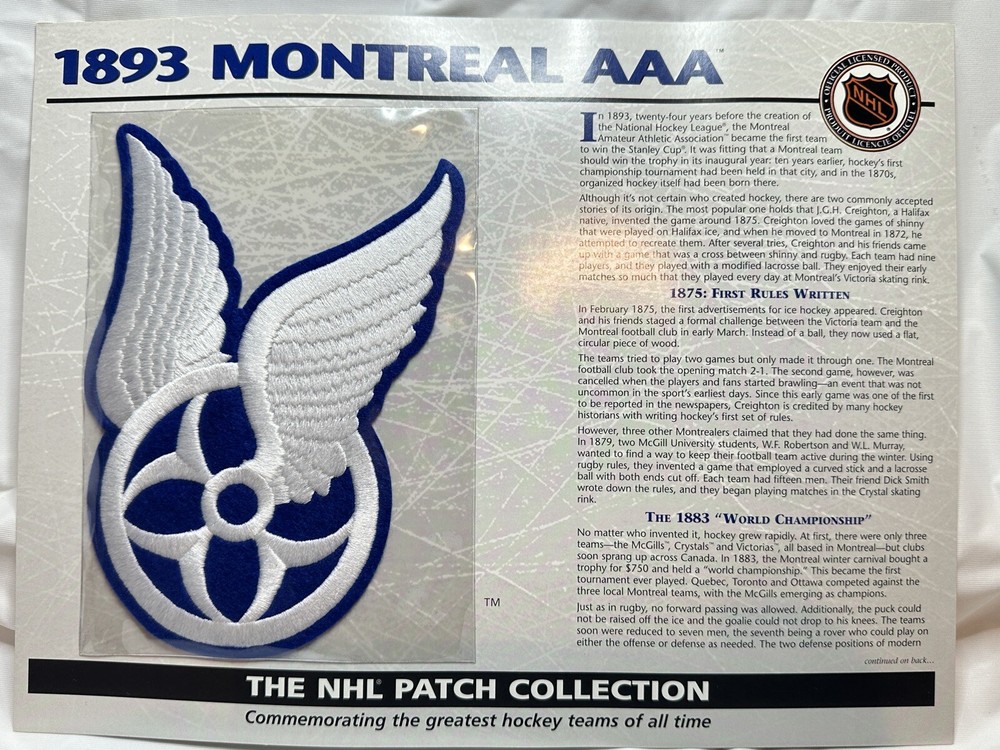 1893 MONTREAL AAA™
OFFICIAL LICENSED PRODUCT
NHL
PRODUIT LICENCIÉ OFFICIEL
In 1893, twenty-four years before the creation of
the National Hockey League®, the Montreal
Amateur Athletic Association™ became the first team
to win the Stanley Cup®. It was fitting that a Montreal team
should win the trophy in its inaugural year: ten years earlier, hockey's first
championship tournament had been held in that city, and in the 1870s,
organized hockey itself had been born there.
Although it's not certain who created hockey, there are two commonly accepted
stories of its origin. The most popular one holds that J.G.H. Creighton, a Halifax
native, invented the game around 1875. Creighton loved the games of shinny
that were played on Halifax ice, and when he moved to Montreal in 1872, he
attempted to recreate them. After several tries, Creighton and his friends came
up with a game that was a cross between shinny and rugby. Each team had nine
players, and they played with a modified lacrosse ball. They enjoyed their early
matches so much that they played every day at Montreal's Victoria skating rink.
1875: FIRST RULES WRITTEN
In February 1875, the first advertisements for ice hockey appeared. Creighton
and his friends staged a formal challenge between the Victoria team and the
Montreal football club in early March. Instead of a ball, they now used a flat,
circular piece of wood.
The teams tried to play two games but only made it through one. The Montreal
football club took the opening match 2-1. The second game, however, was
cancelled when the players and fans started brawling—an event that was not
uncommon in the sport's earliest days. Since this early game was one of the first
to be reported in the newspapers, Creighton is credited by many hockey
historians with writing hockey's first set of rules.
However, three other Montrealers claimed that they had done the same thing.
In 1879, two McGill University students, W.F. Robertson and W.L. Murray,
wanted to find a way to keep their football team active during the winter. Using
rugby rules, they invented a game that employed a curved stick and a lacrosse
ball with both ends cut off. Each team had fifteen men. Their friend Dick Smith
wrote down the rules, and they began playing matches in the Crystal skating
rink.
THE 1883 "WORLD CHAMPIONSHIP"
No matter who invented it, hockey grew rapidly. At first, there were only three
teams—the McGills™, Crystals™ and Victorias™, all based in Montreal—but clubs
soon sprang up across Canada. In 1883, the Montreal winter carnival bought a
trophy for $750 and held a "world championship." This became the first
tournament ever played. Quebec, Toronto and Ottawa competed against the
three local Montreal teams, with the McGills emerging as champions.
Just as in rugby, no forward passing was allowed. Additionally, the puck could
not be raised off the ice and the goalie could not drop to his knees. The teams
soon were reduced to seven men, the seventh being a rover who could play on
either the offense or defense as needed. The two defense positions of modern
continued on back...
TM
THE NHL® PATCH COLLECTION
Commemorating the greatest hockey teams of all time